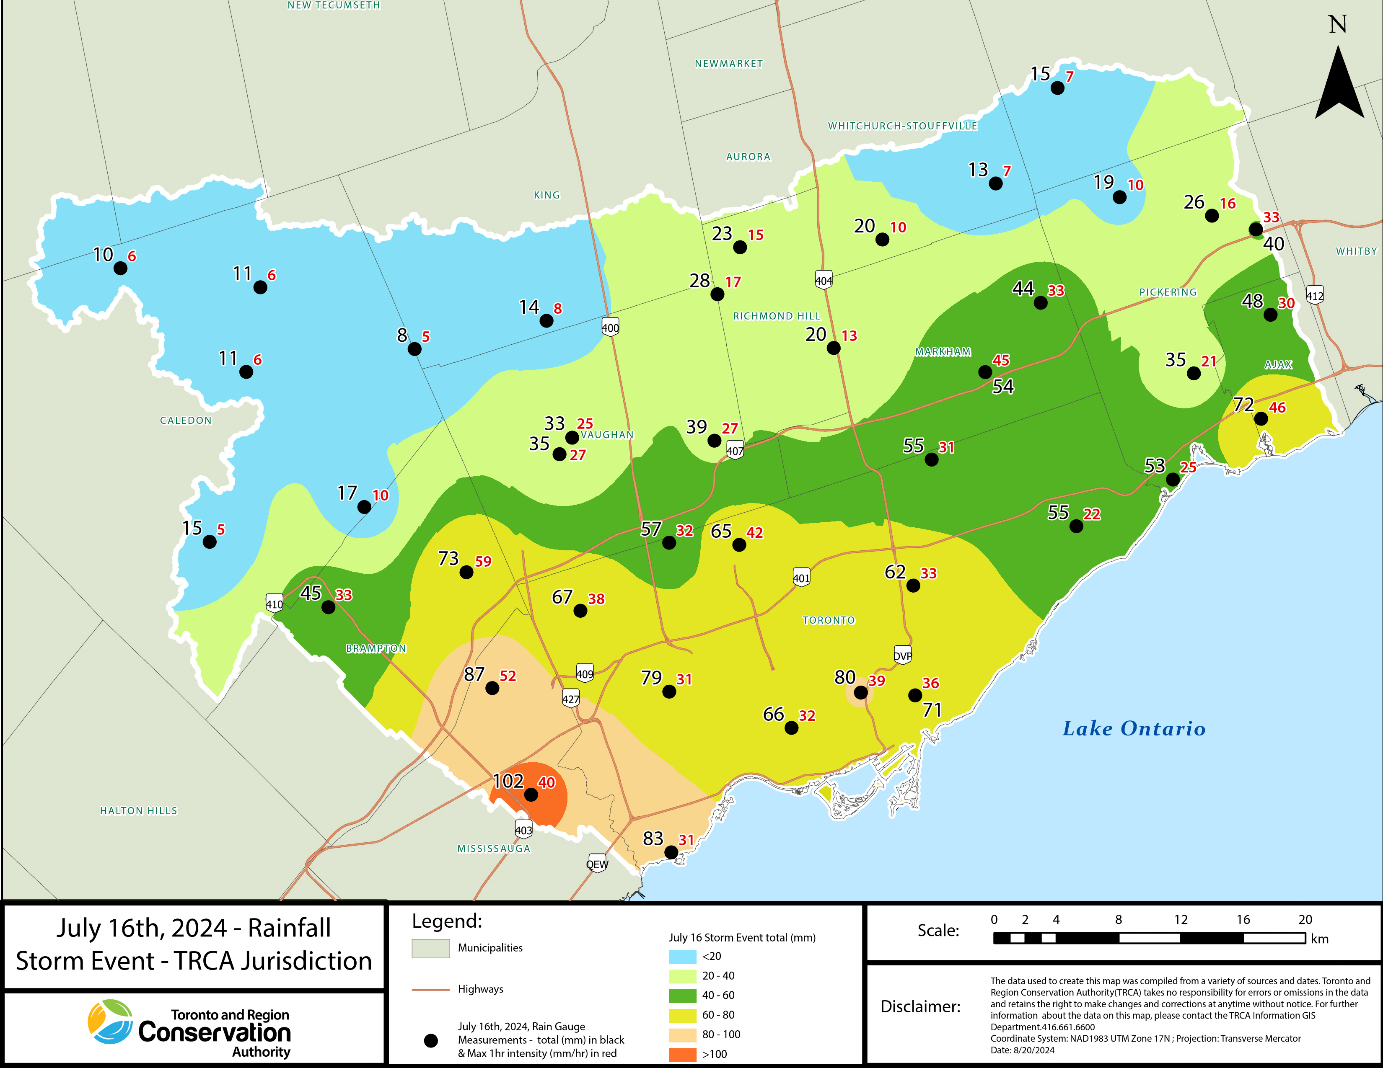 NEW TECUMSETH
N
NEWMARKET
15 7
WHITCHURCH-STOUFFVILLE
AURORA
13 7
19 10
KING
26 16
33
40
20 10
23 15
WHITBY
10 6
11 6
28 17
404
44 33
PICKERING
412
48 30
14 8
RICHMOND HILL
400
8 5
20 13
MARKHAM
45
54
35 21
AJAX
11 6
72 46
CALEDON
33 25
35 27
VAUGHAN
39 27
407
55 31
53 25
17 10
55 22
15 5
57 32
65 42
73 59
401
62 33
45 33
410
67 38
TORONTO
BRAMPTON
DVP
87 52
409
427
79 31
80 39
36
71
66 32
Lake Ontario
102 40
HALTON HILLS
403
MISSISSAUGA
83 31
QEW
July 16th, 2024 - Rainfall
Storm Event - TRCA Jurisdiction
Toronto and Region
Conservation
Authority
Legend:
Municipalities
Highways
July 16th, 2024, Rain Gauge
Measurements - total (mm) in black
& Max 1hr intensity (mm/hr) in red
July 16 Storm Event total (mm)
<20
20 - 40
40 - 60
60 - 80
80 - 100
>100
Scale:
0 2 4 8 12 16 20
km
Disclaimer:
The data used to create this map was compiled from a variety of sources and dates. Toronto and
Region Conservation Authority(TRCA) takes no responsibility for errors or omissions in the data
and retains the right to make changes and corrections at anytime without notice. For further
information about the data on this map, please contact the TRCA Information GIS
Department.416.661.6600
Coordinate System: NAD1983 UTM Zone 17N ; Projection: Transverse Mercator
Date: 8/20/2024